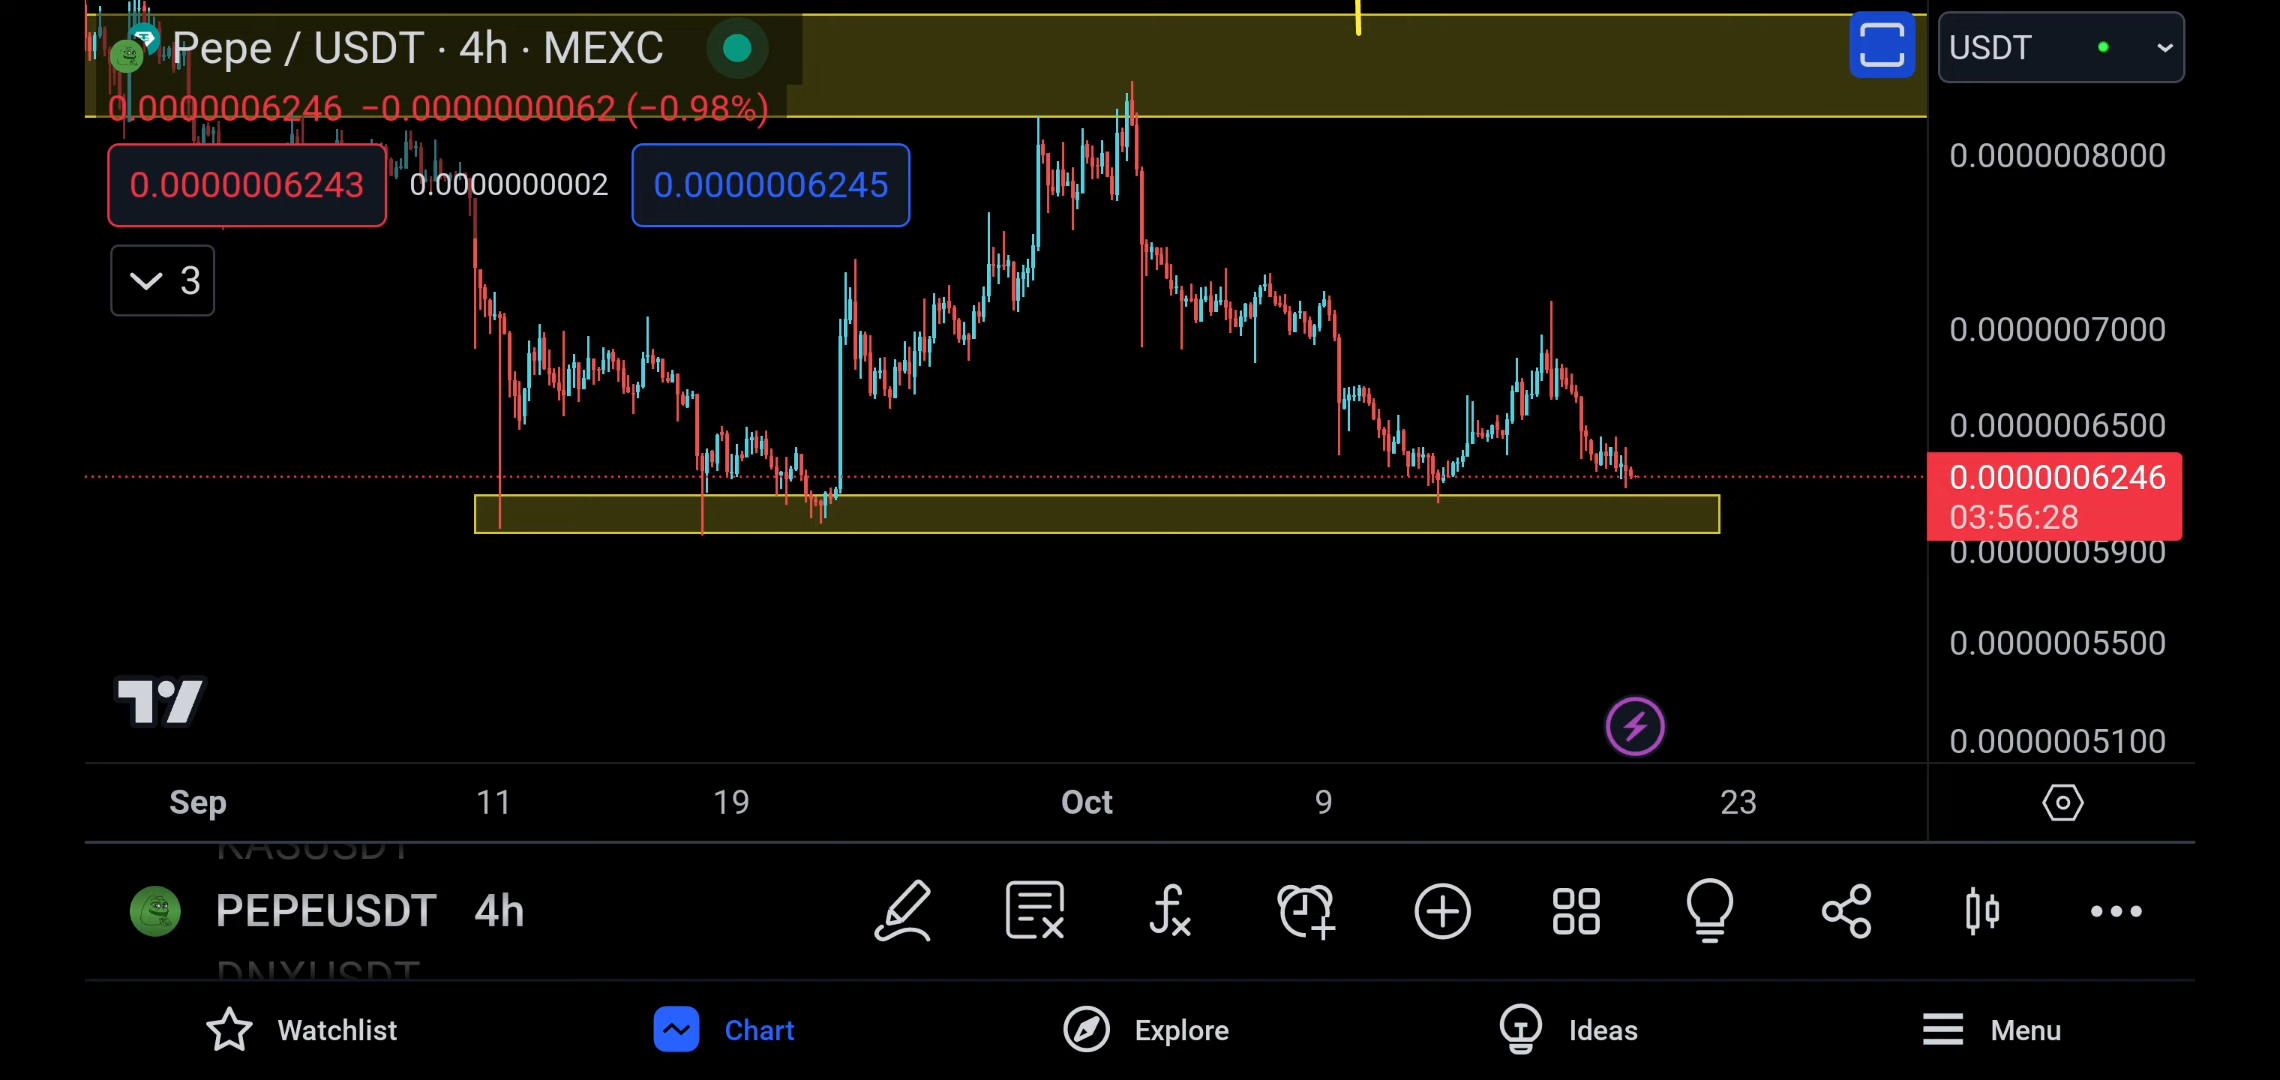 Pepe / USDT · 4h · MEXC
USDT
0.0000006246 −0.0000000062 (−0.98%)
0.0000006243
0.0000000002
0.0000006245
3
0.0000008000
0.0000007000
0.0000006500
0.0000006246
03:56:28
0.0000005900
0.0000005500
0.0000005100
Sep 11 19 Oct 9 23
KASUSDT
PEPEUSDT 4h
DNXUSDT
Watchlist
Chart
Explore
Ideas
Menu